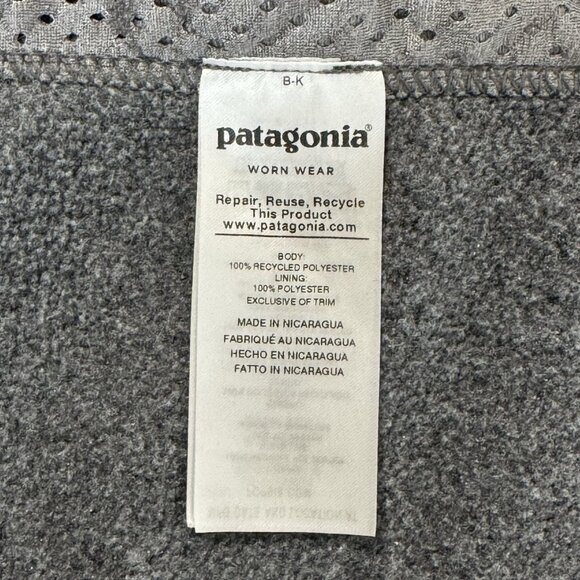 B-K
patagonia®
WORN WEAR
Repair, Reuse, Recycle
This Product
www.patagonia.com
BODY:
100% RECYCLED POLYESTER
LINING:
100% POLYESTER
EXCLUSIVE OF TRIM
MADE IN NICARAGUA
FABRIQUÉ AU NICARAGUA
HECHO EN NICARAGUA
FATTO IN NICARAGUA